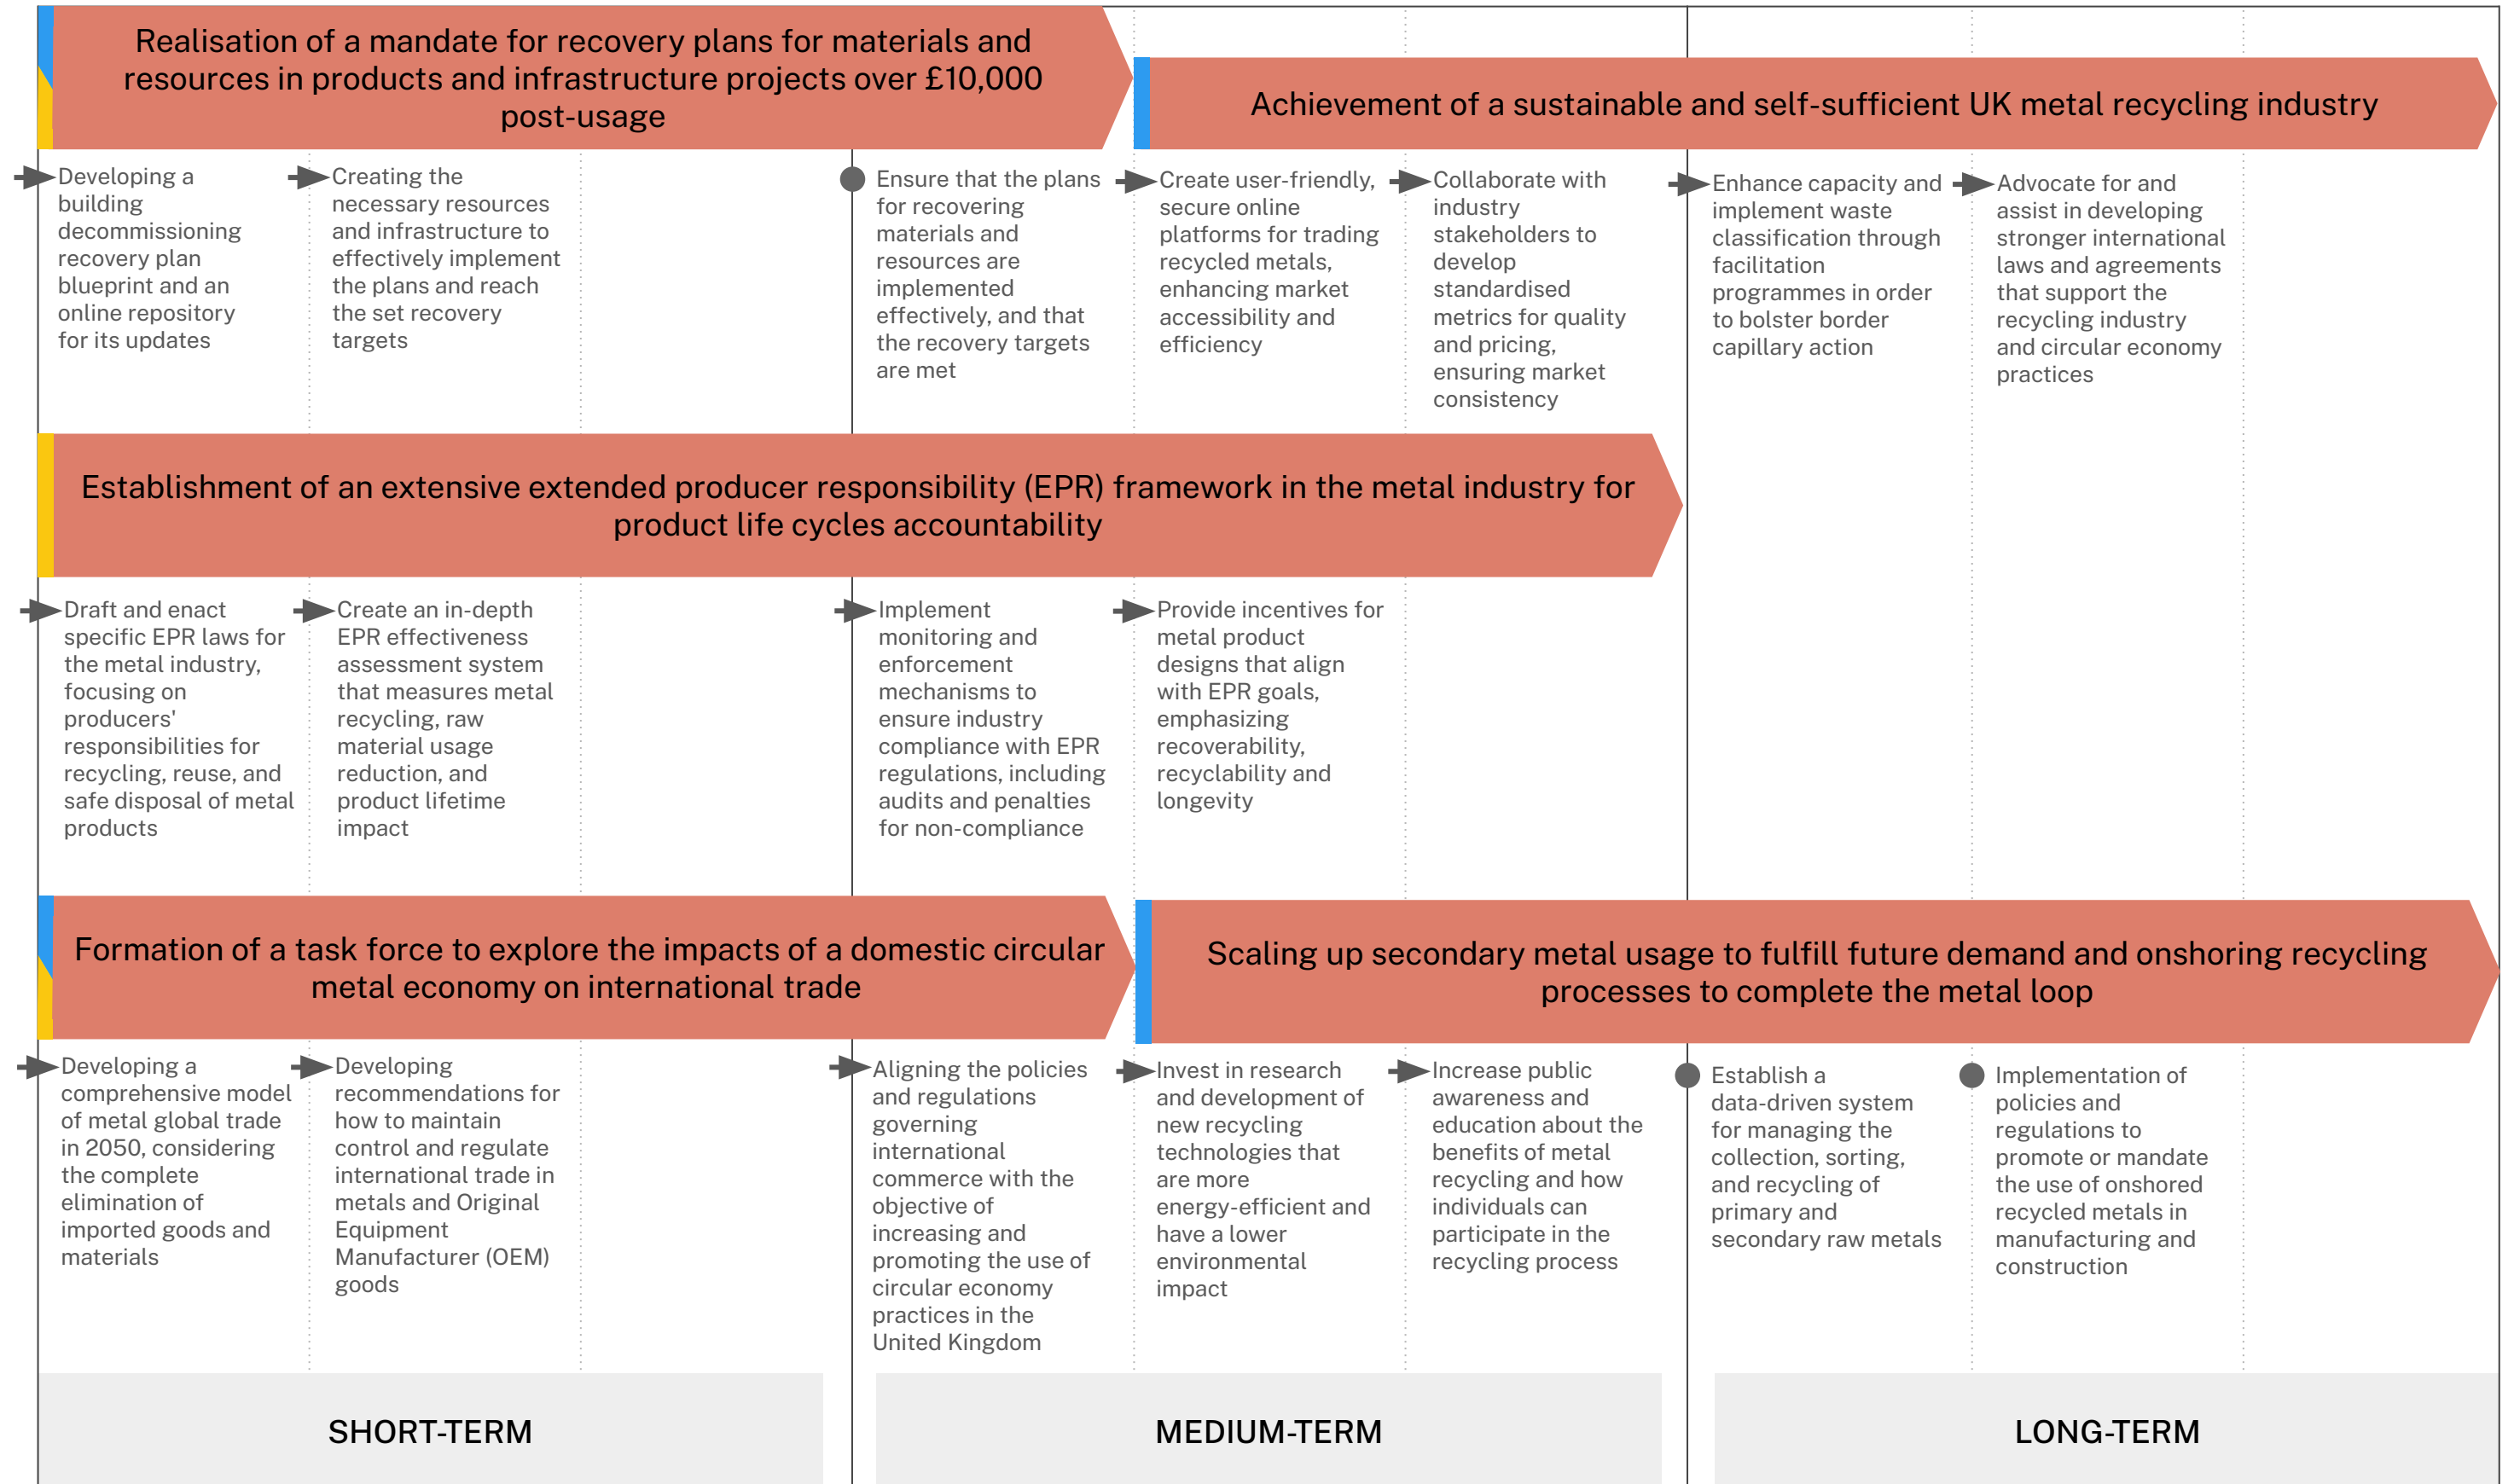 Realisation of a mandate for recovery plans for materials and
resources in products and infrastructure projects over £10,000
post-usage
Achievement of a sustainable and self-sufficient UK metal recycling industry
Developing a
building
decommissioning
recovery plan
blueprint and an
online repository
for its updates
Creating the
necessary resources
and infrastructure to
effectively implement
the plans and reach
the set recovery
targets
Ensure that the plans
for recovering
materials and
resources are
implemented
effectively, and that
the recovery targets
are met
Create user-friendly,
secure online
platforms for trading
recycled metals,
enhancing market
accessibility and
efficiency
Collaborate with
industry
stakeholders to
develop
standardised
metrics for quality
and pricing,
ensuring market
consistency
Enhance capacity and
implement waste
classification through
facilitation
programmes in order
to bolster border
capillary action
Advocate for and
assist in developing
stronger international
laws and agreements
that support the
recycling industry
and circular economy
practices
Establishment of an extensive extended producer responsibility (EPR) framework in the metal industry for
product life cycles accountability
Draft and enact
specific EPR laws for
the metal industry,
focusing on
producers'
responsibilities for
recycling, reuse, and
safe disposal of metal
products
Create an in-depth
EPR effectiveness
assessment system
that measures metal
recycling, raw
material usage
reduction, and
product lifetime
impact
Implement
monitoring and
enforcement
mechanisms to
ensure industry
compliance with EPR
regulations, including
audits and penalties
for non-compliance
Provide incentives for
metal product
designs that align
with EPR goals,
emphasizing
recoverability,
recyclability and
longevity
Formation of a task force to explore the impacts of a domestic circular
metal economy on international trade
Scaling up secondary metal usage to fulfill future demand and onshoring recycling
processes to complete the metal loop
Developing a
comprehensive model
of metal global trade
in 2050, considering
the complete
elimination of
imported goods and
materials
Developing
recommendations for
how to maintain
control and regulate
international trade in
metals and Original
Equipment
Manufacturer (OEM)
goods
Aligning the policies
and regulations
governing
international
commerce with the
objective of
increasing and
promoting the use of
circular economy
practices in the
United Kingdom
Invest in research
and development of
new recycling
technologies that
are more
energy-efficient and
have a lower
environmental
impact
Increase public
awareness and
education about the
benefits of metal
recycling and how
individuals can
participate in the
recycling process
Establish a
data-driven system
for managing the
collection, sorting,
and recycling of
primary and
secondary raw metals
Implementation of
policies and
regulations to
promote or mandate
the use of onshored
recycled metals in
manufacturing and
construction
SHORT-TERM
MEDIUM-TERM
LONG-TERM